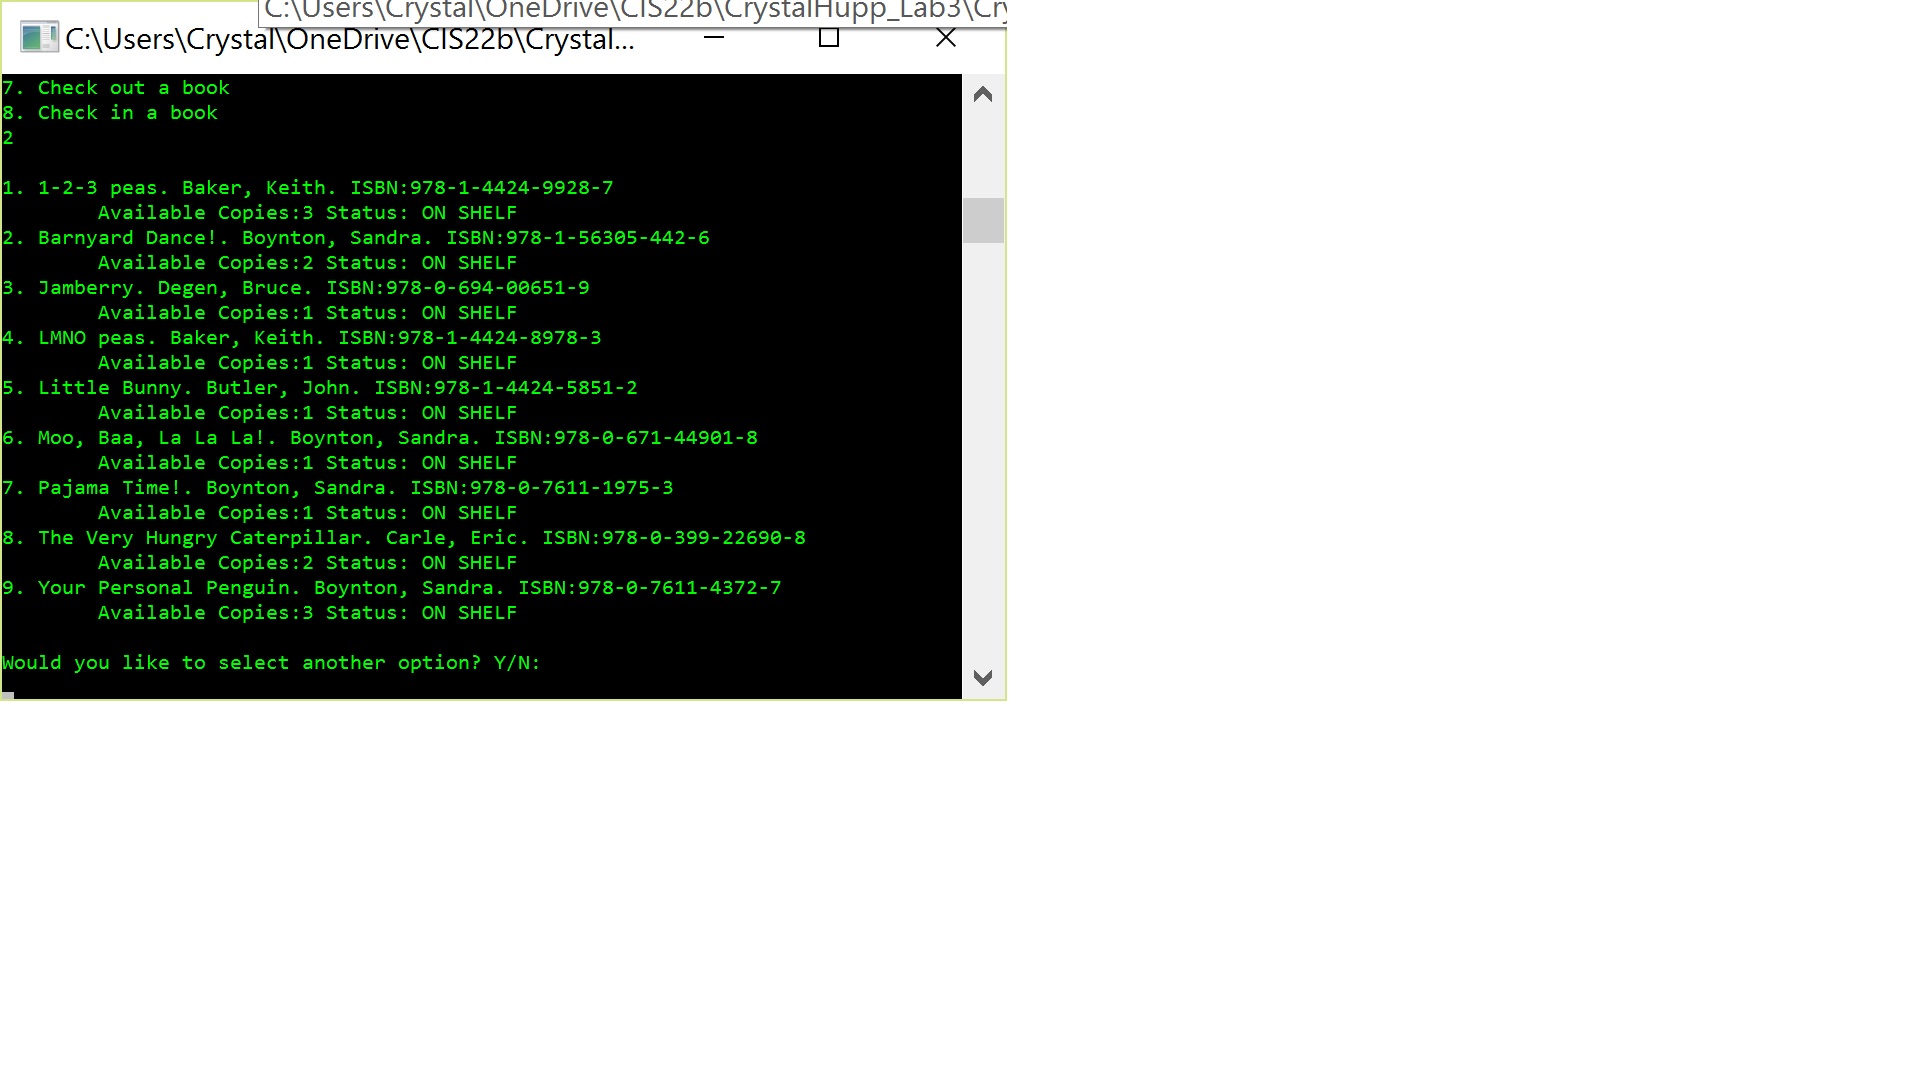 C:\Users\Crystal\OneDrive\CIS22b\CrystalHupp_Lab3\Cry
C:\Users\Crystal\OneDrive\CIS22b\Crystal...
7. Check out a book
8. Check in a book
2
1. 1-2-3 peas. Baker, Keith. ISBN:978-1-4424-9928-7
Available Copies:3 Status: ON SHELF
2. Barnyard Dance!. Boynton, Sandra. ISBN:978-1-56305-442-6
Available Copies:2 Status: ON SHELF
3. Jamberry. Degen, Bruce. ISBN:978-0-694-00651-9
Available Copies:1 Status: ON SHELF
4. LMNO peas. Baker, Keith. ISBN:978-1-4424-8978-3
Available Copies:1 Status: ON SHELF
5. Little Bunny. Butler, John. ISBN:978-1-4424-5851-2
Available Copies:1 Status: ON SHELF
6. Moo, Baa, La La La!. Boynton, Sandra. ISBN:978-0-671-44901-8
Available Copies:1 Status: ON SHELF
7. Pajama Time!. Boynton, Sandra. ISBN:978-0-7611-1975-3
Available Copies:1 Status: ON SHELF
8. The Very Hungry Caterpillar. Carle, Eric. ISBN:978-0-399-22690-8
Available Copies:2 Status: ON SHELF
9. Your Personal Penguin. Boynton, Sandra. ISBN:978-0-7611-4372-7
Available Copies:3 Status: ON SHELF
Would you like to select another option? Y/N: